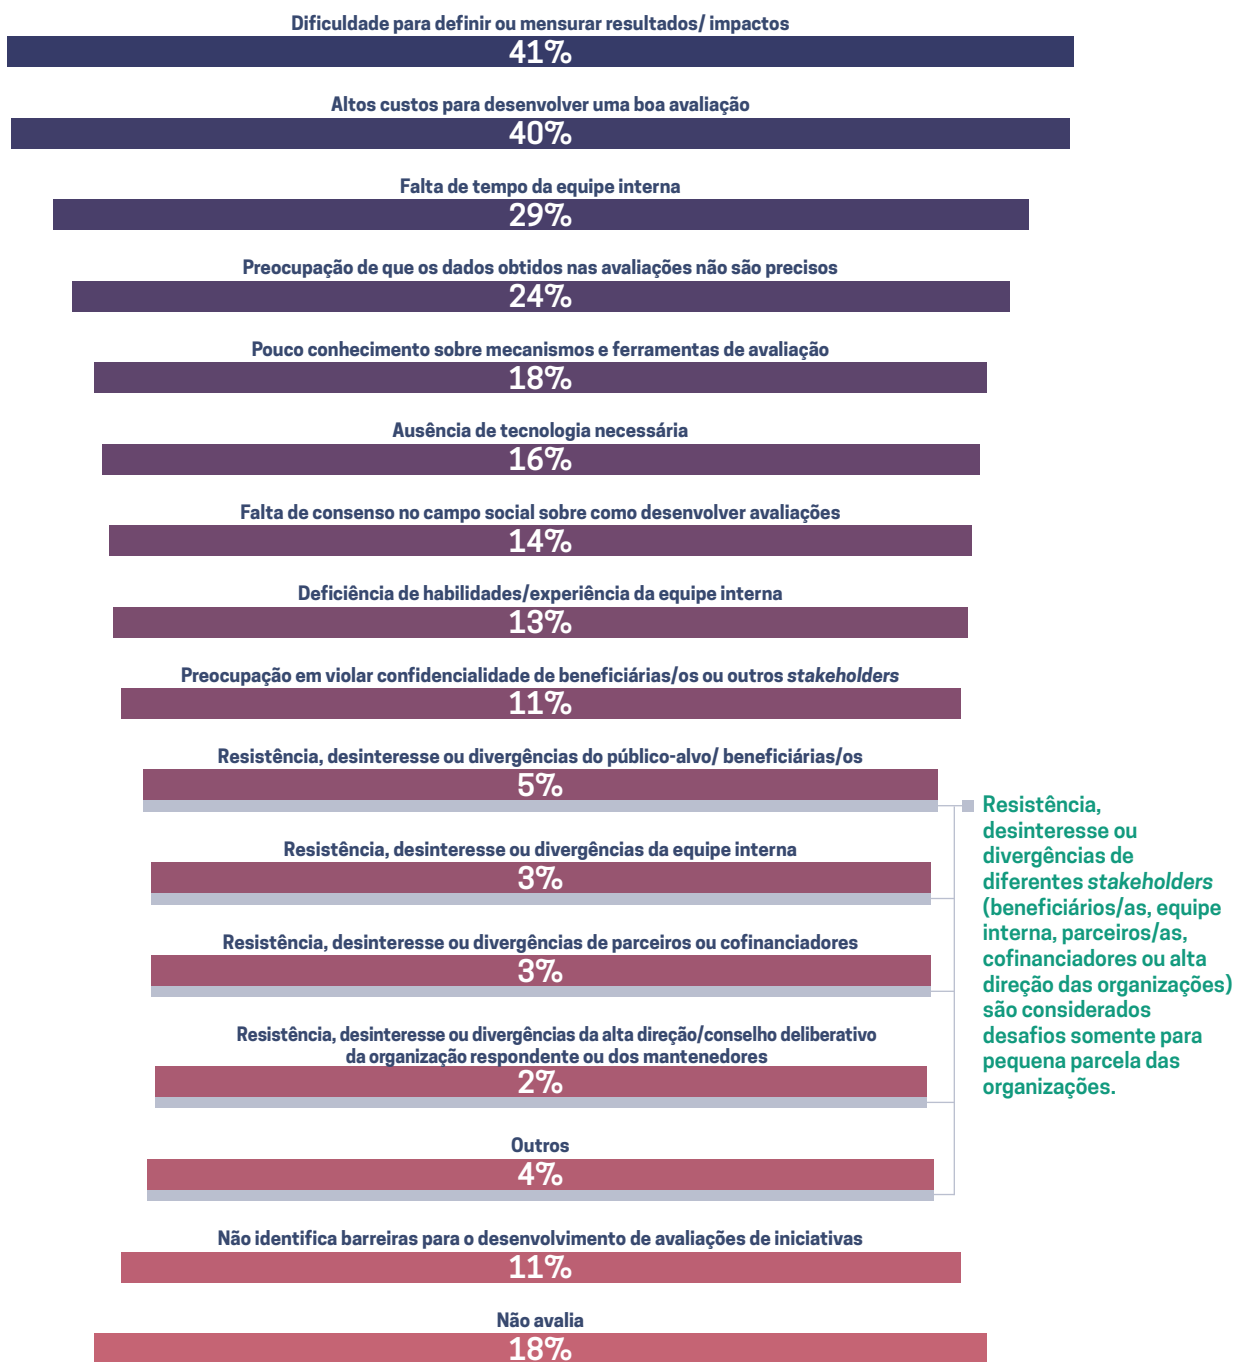 Dificuldade para definir ou mensurar resultados/ impactos
41%
Altos custos para desenvolver uma boa avaliação
40%
Falta de tempo da equipe interna
29%
Preocupação de que os dados obtidos nas avaliações não são precisos
24%
Pouco conhecimento sobre mecanismos e ferramentas de avaliação
18%
Ausência de tecnologia necessária
16%
Falta de consenso no campo social sobre como desenvolver avaliações
14%
Deficiência de habilidades/experiência da equipe interna
13%
Preocupação em violar confidencialidade de beneficiárias/os ou outros stakeholders
11%
Resistência, desinteresse ou divergências do público-alvo/ beneficiárias/os
5%
Resistência, desinteresse ou divergências da equipe interna
3%
Resistência, desinteresse ou divergências de parceiros ou cofinanciadores
3%
Resistência, desinteresse ou divergências da alta direção/conselho deliberativo
da organização respondente ou dos mantenedores
2%
Outros
4%
Não identifica barreiras para o desenvolvimento de avaliações de iniciativas
11%
Não avalia
18%
Resistência,
desinteresse ou
divergências de
diferentes stakeholders
(beneficiários/as, equipe
interna, parceiros/as,
cofinanciadores ou alta
direção das organizações)
são considerados
desafios somente para
pequena parcela das
organizações.